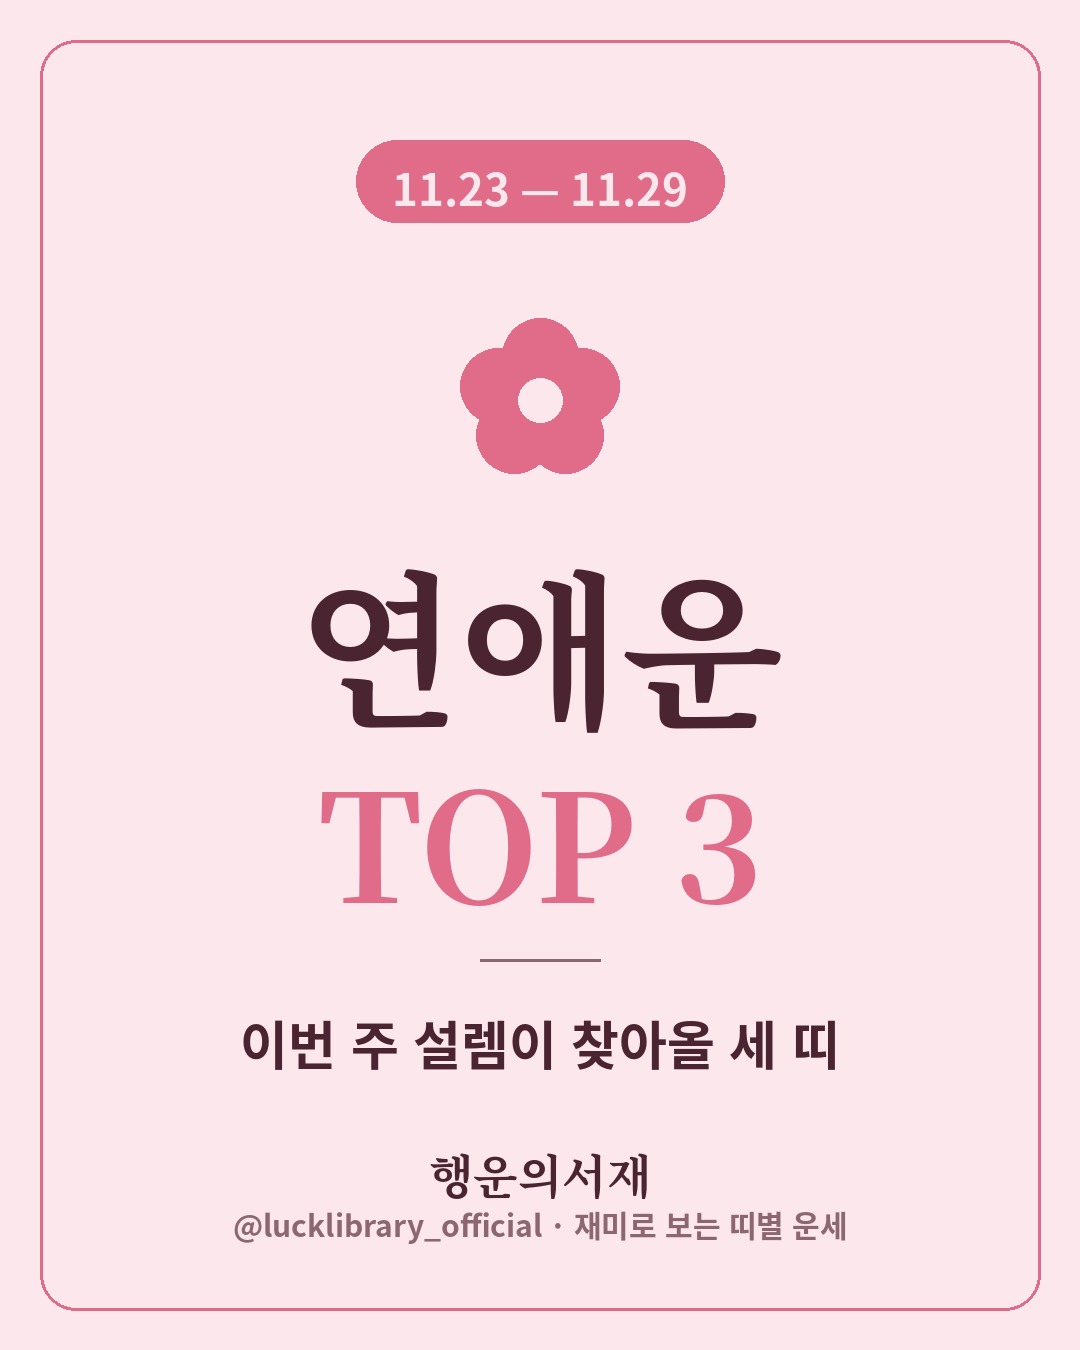 11.23 — 11.29
연애운
TOP 3
이번 주 설렘이 찾아올 세 띠
행운의서재
@lucklibrary_official · 재미로 보는 띠별 운세